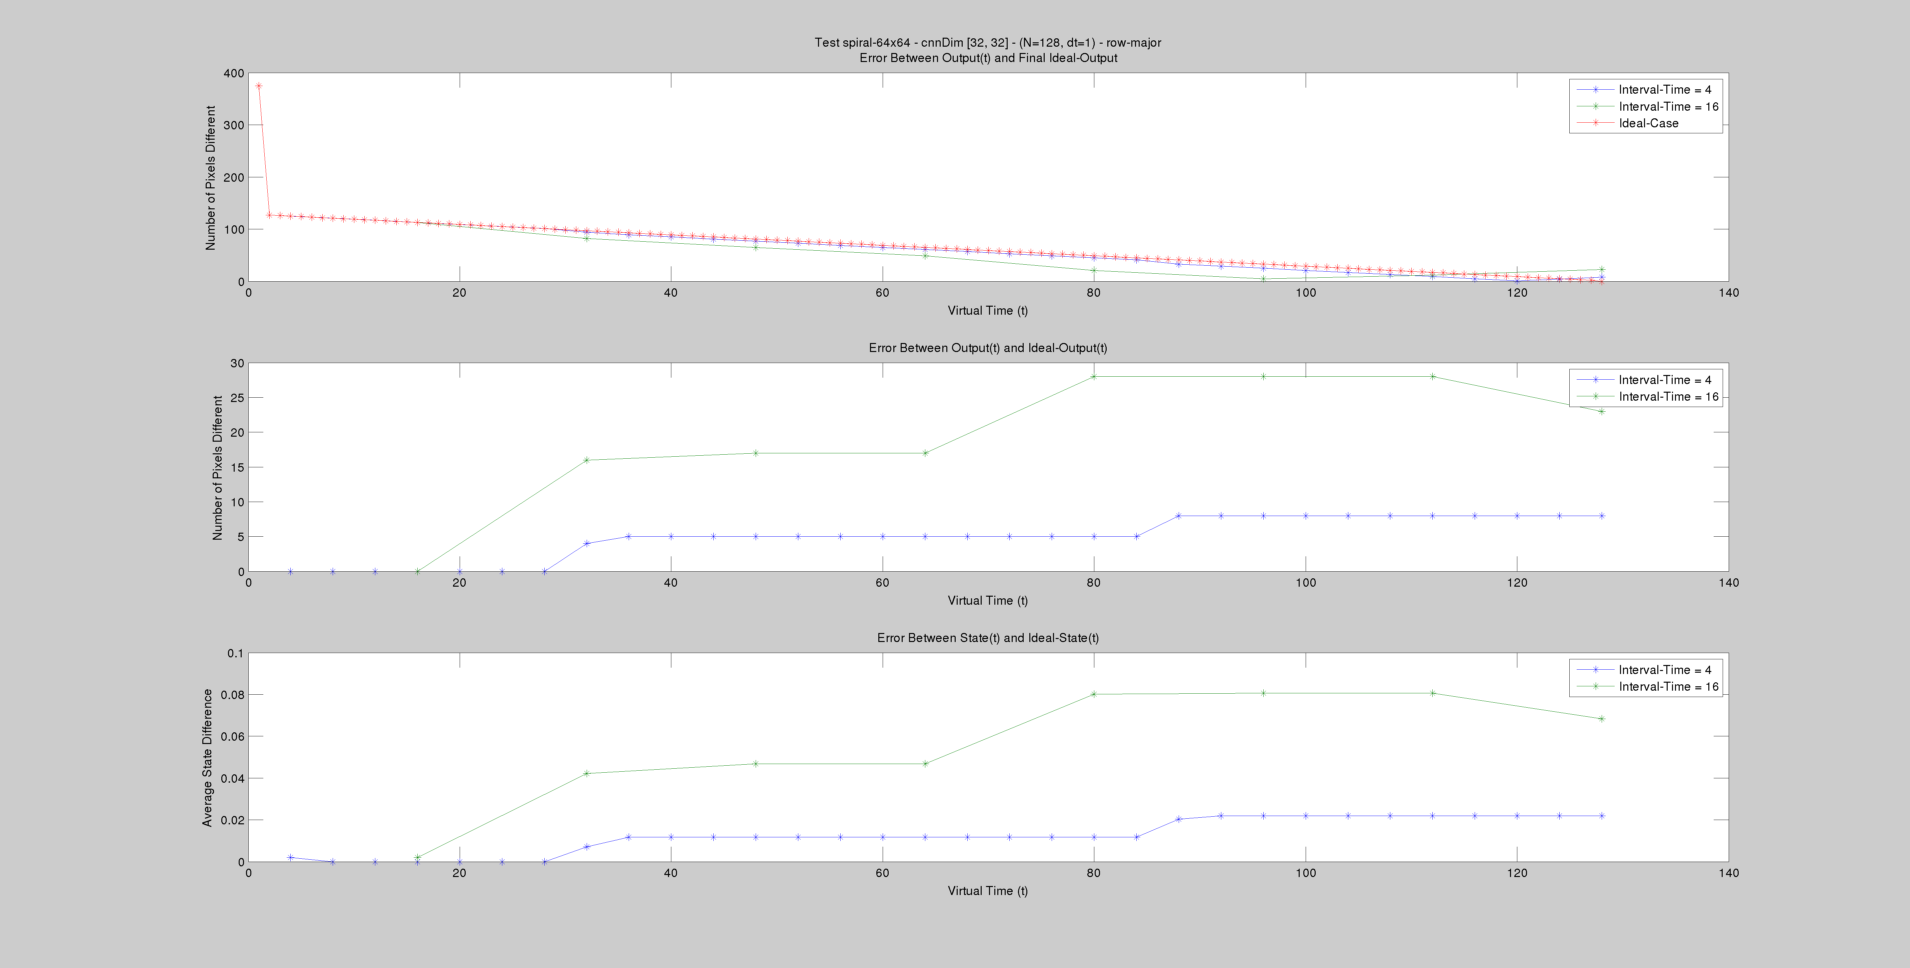 Test spiral-64x64 - cnnDim [32, 32] - (N=128, dt=1) - row-major
Error Between Output(t) and Final Ideal-Output
400
300
200
100
0
Number of Pixels Different
Interval-Time = 4
Interval-Time = 16
Ideal-Case
0 20 40 60 80 100 120 140
Virtual Time (t)
Error Between Output(t) and Ideal-Output(t)
30
25
20
15
10
5
0
Number of Pixels Different
Interval-Time = 4
Interval-Time = 16
0 20 40 60 80 100 120 140
Virtual Time (t)
Error Between State(t) and Ideal-State(t)
0.1
0.08
0.06
0.04
0.02
0
Average State Difference
Interval-Time = 4
Interval-Time = 16
0 20 40 60 80 100 120 140
Virtual Time (t)